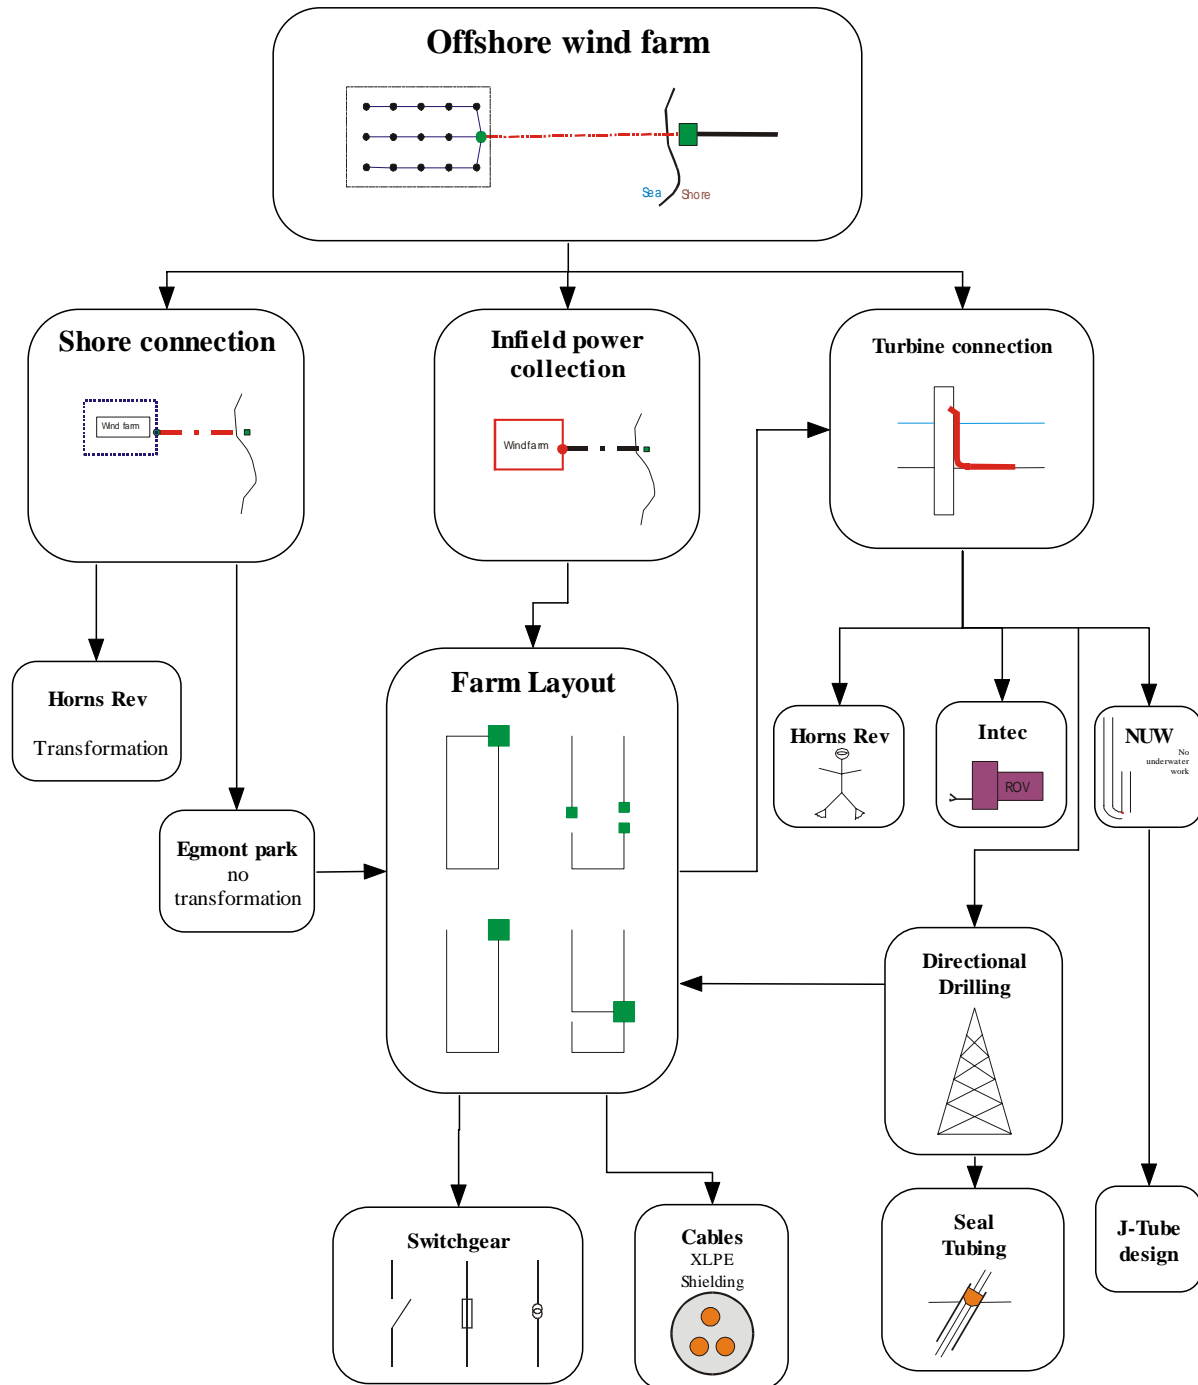 Offshore wind farm
Sea
Shore
Shore connection
Wind farm
Infield power
collection
Windfarm
Turbine connection
Horns Rev
Transformation
Egmont park
no
transformation
Farm Layout
Horns Rev
Intec
ROV
NUW
No
underwater
work
Directional
Drilling
Switchgear
Cables
XLPE
Shielding
Seal
Tubing
J-Tube
design